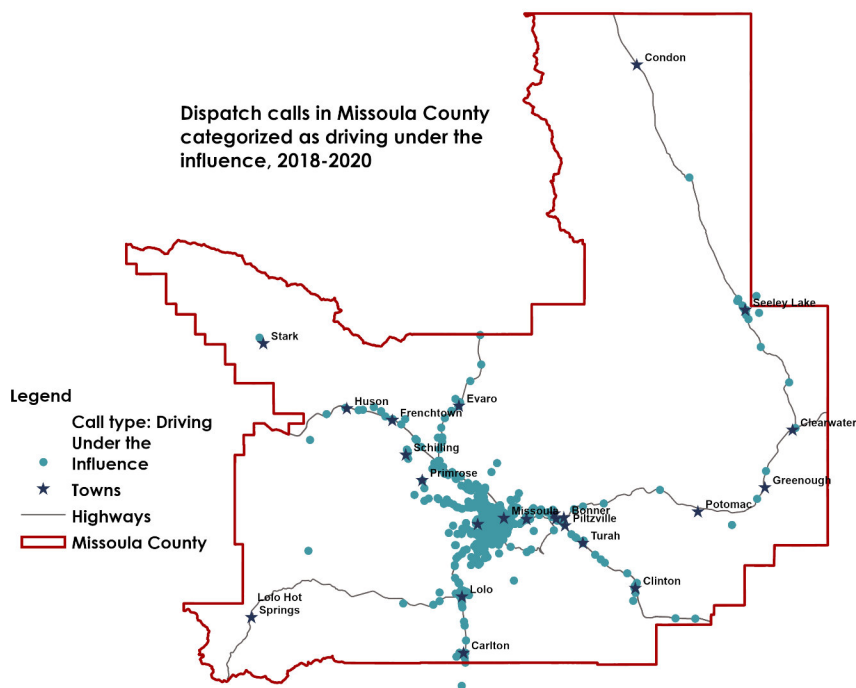 Condon
Dispatch calls in Missoula County
categorized as driving under the
influence, 2018-2020
Seeley Lake
Stark
Legend
Call type: Driving
Under the
Influence
Towns
Highways
Missoula County
Huson
Evaro
Frenchtown
Clearwater
Schilling
Primrose
Greenough
Missoula
Bonner
Potomac
Piltzville
Turah
Clinton
Lolo
Lolo Hot
Springs
Carlton